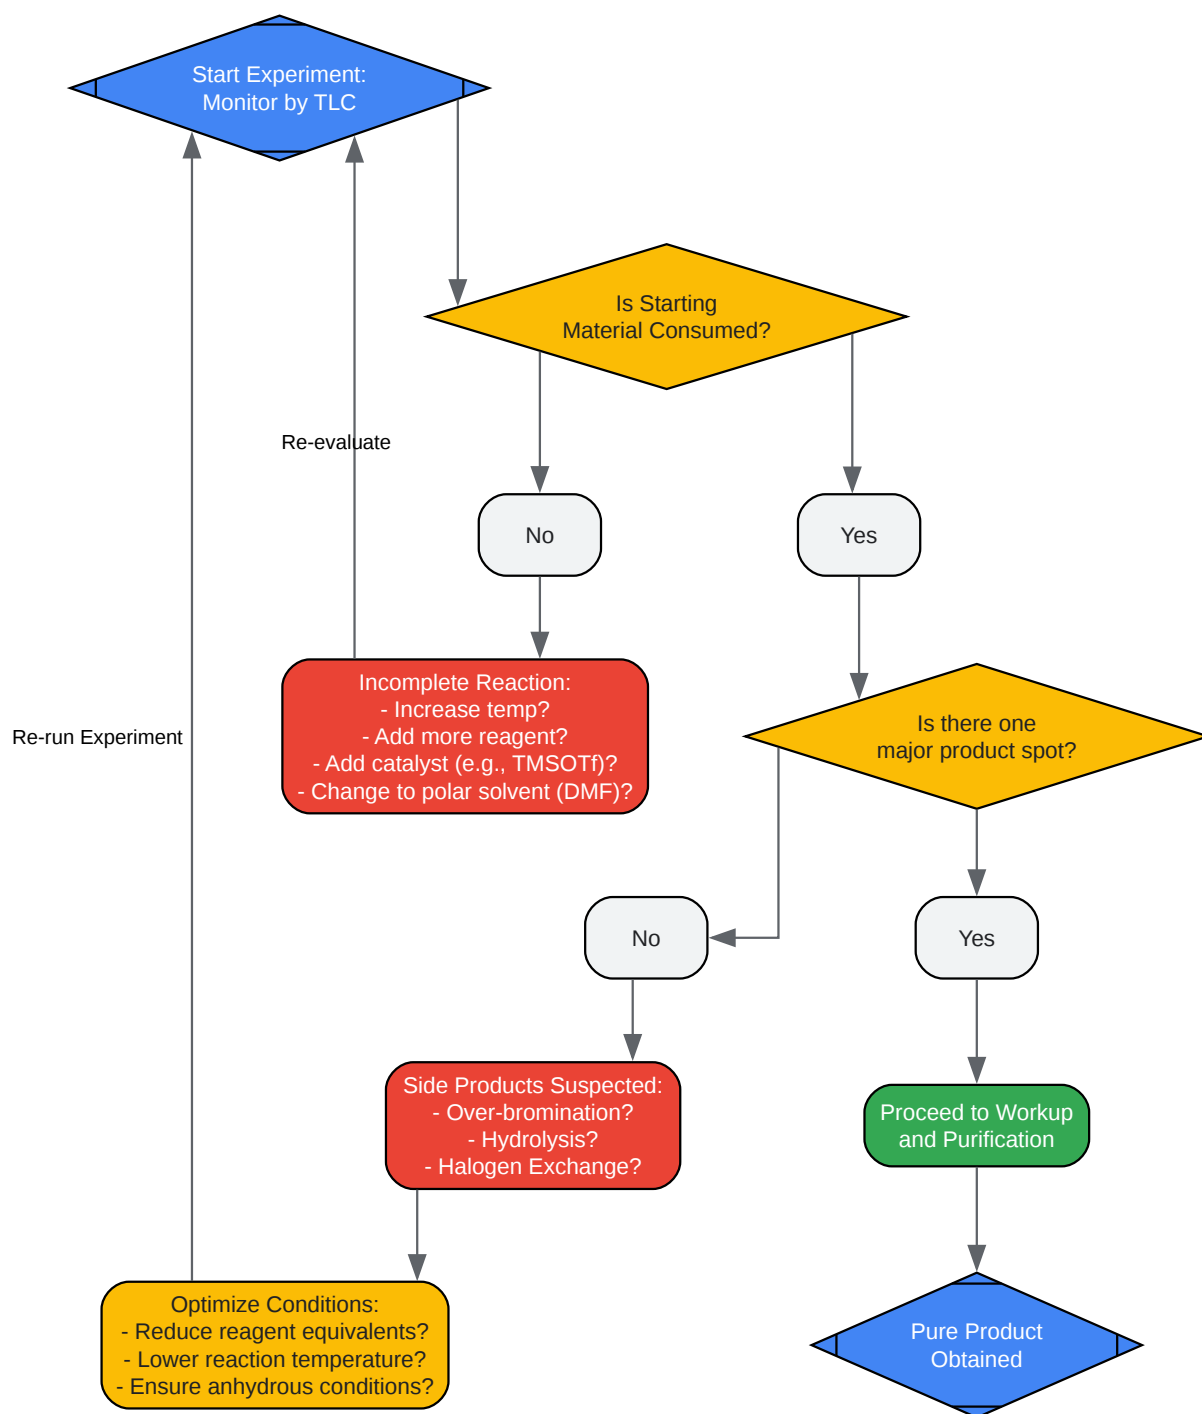 Start Experiment:
Monitor by TLC
Is Starting
Material Consumed?
Re-evaluate
No
Yes
Incomplete Reaction:
- Increase temp?
- Add more reagent?
- Add catalyst (e.g., TMSOTf)?
- Change to polar solvent (DMF)?
Re-run Experiment
Is there one
major product spot?
No
Yes
Side Products Suspected:
- Over-bromination?
- Hydrolysis?
- Halogen Exchange?
Proceed to Workup
and Purification
Optimize Conditions:
- Reduce reagent equivalents?
- Lower reaction temperature?
- Ensure anhydrous conditions?
Pure Product
Obtained